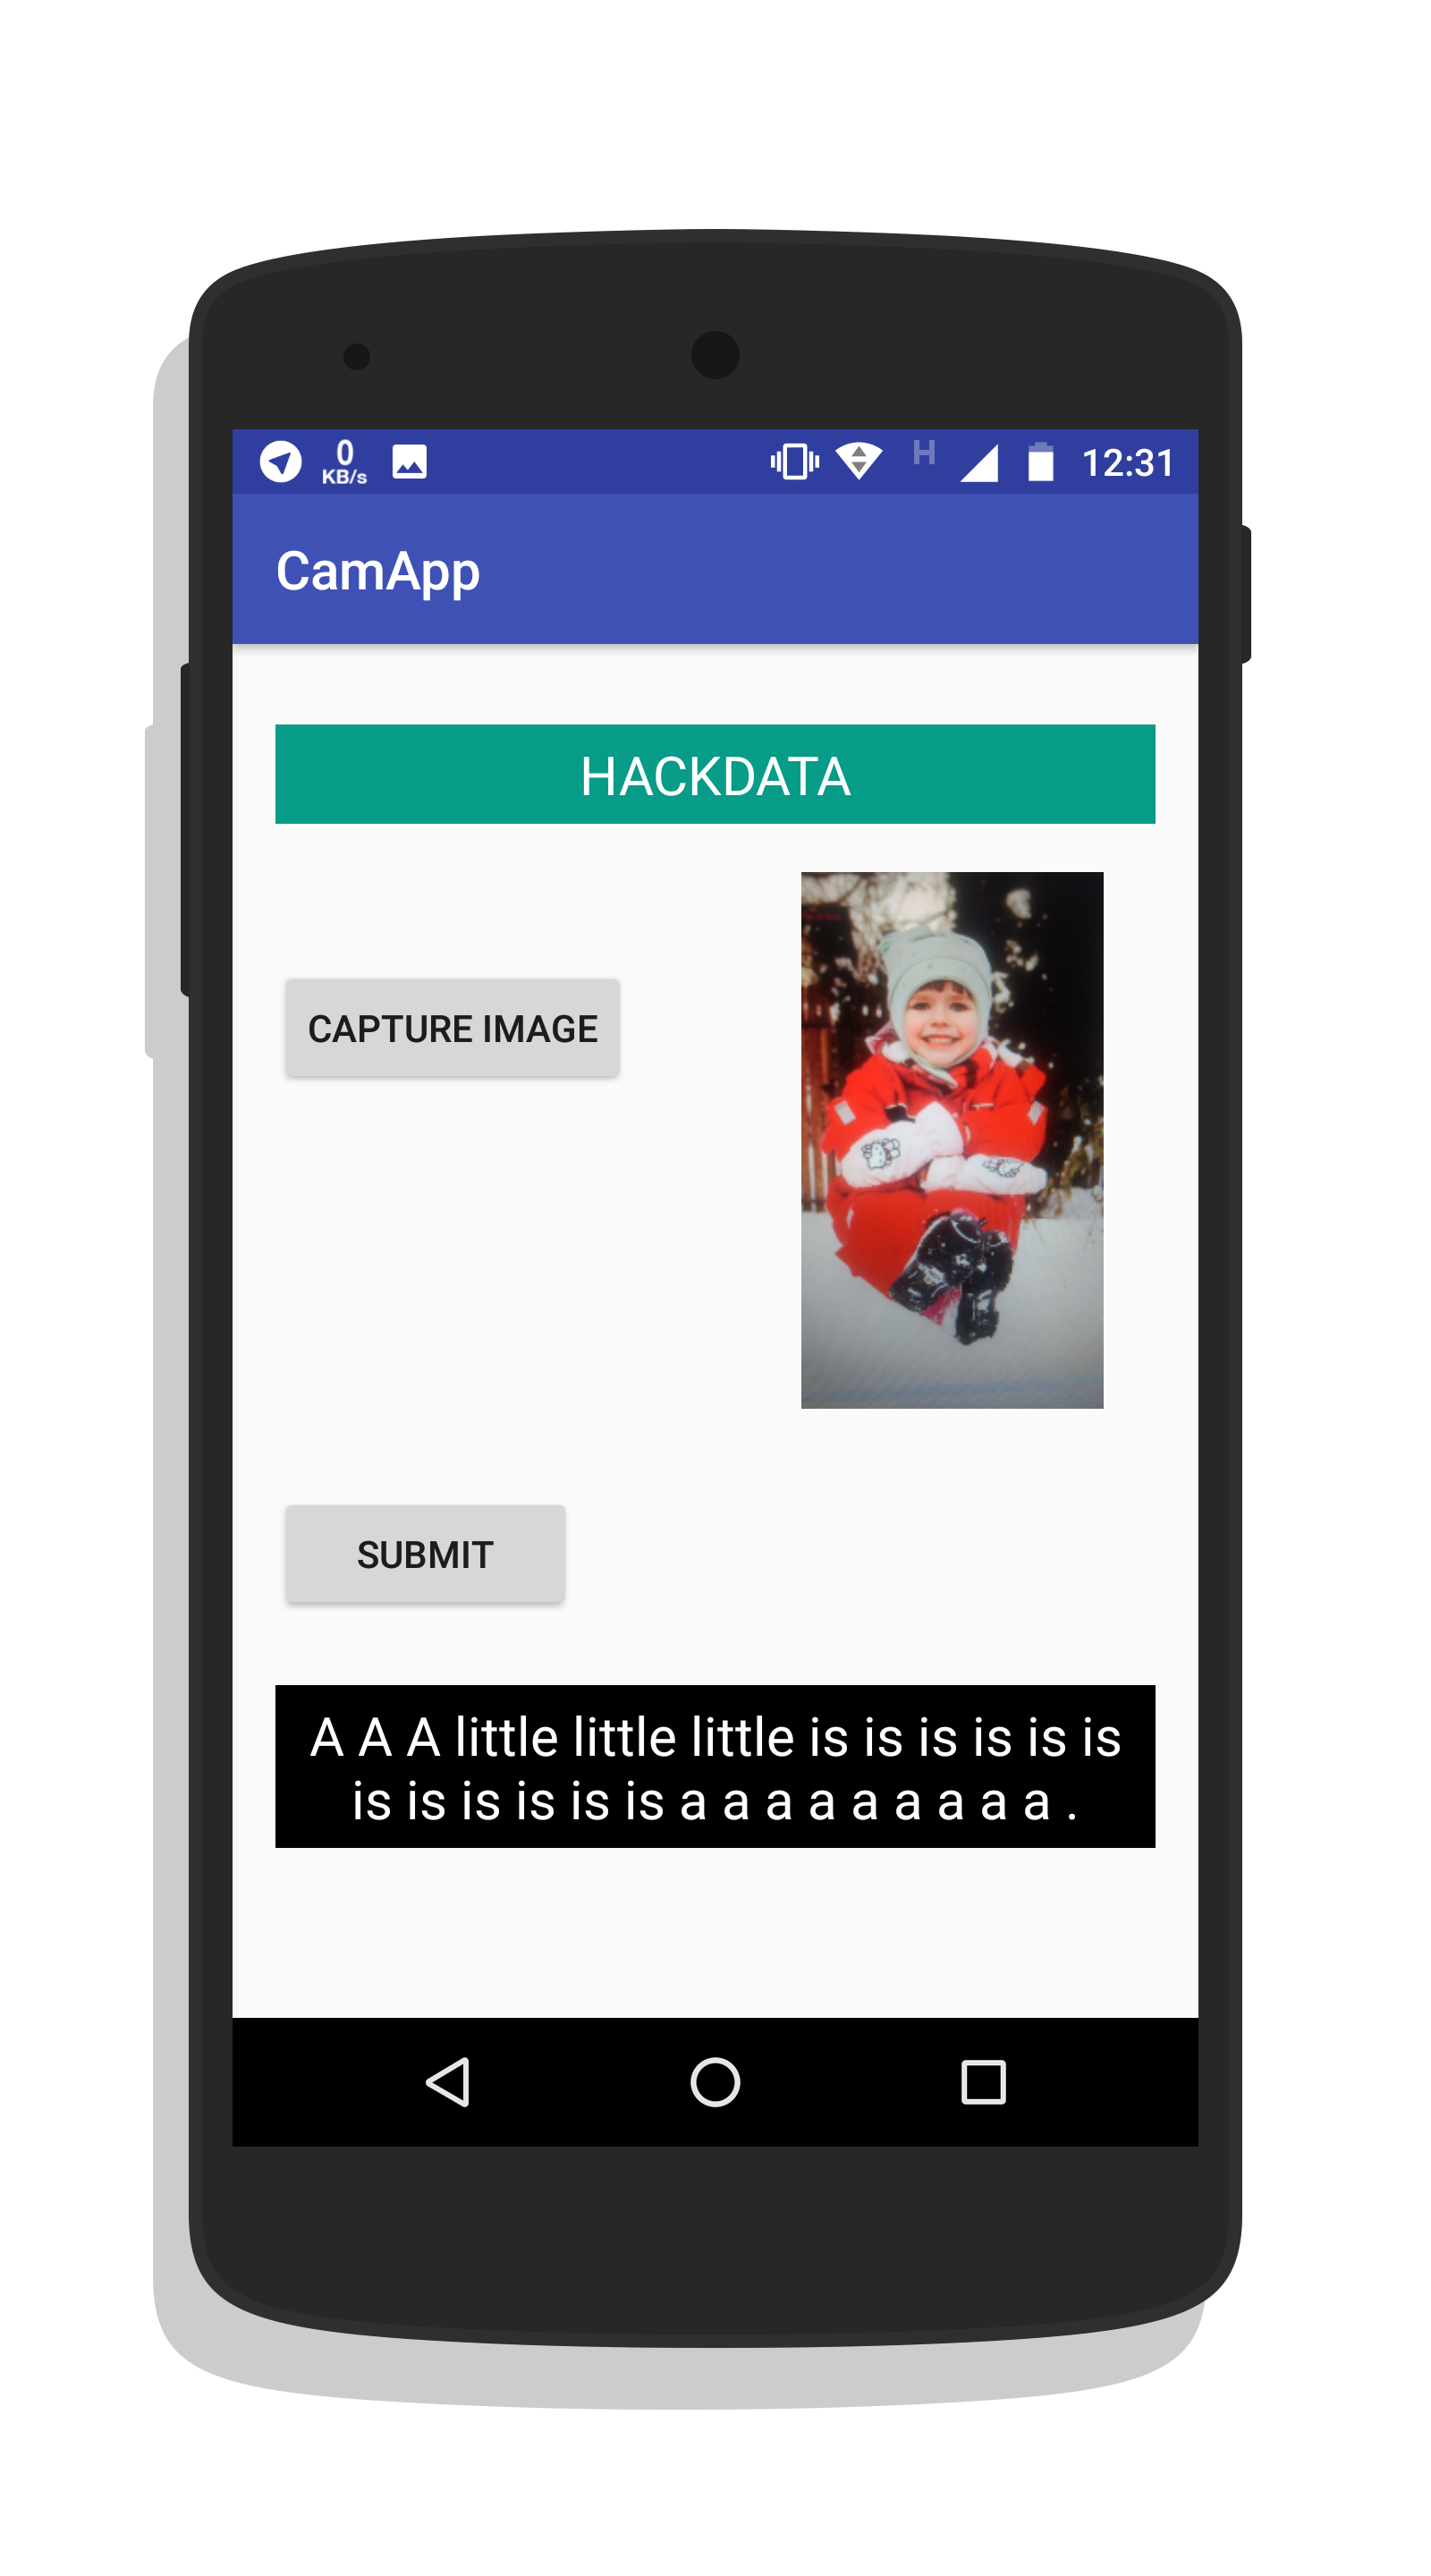 0
KB/s
H
12:31
CamApp
HACKDATA
CAPTURE IMAGE
SUBMIT
A A A little little little is is is is is is
is is is is is is a a a a a a a a a .